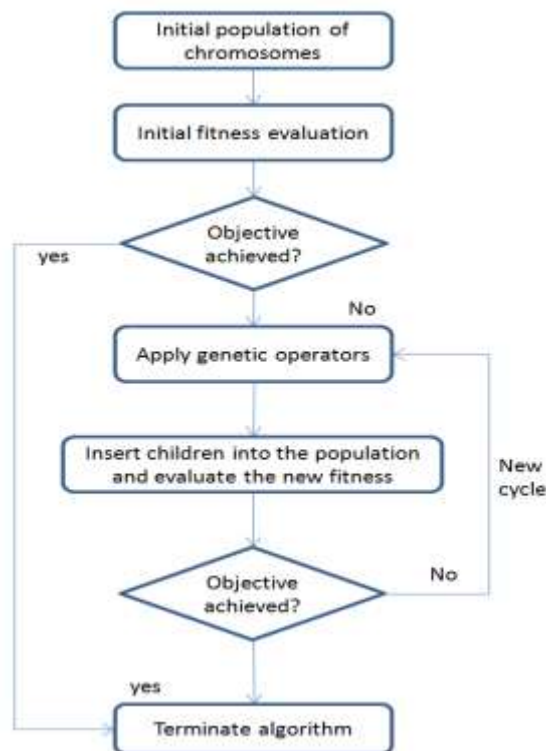 Initial population of
chromosomes
Initial fitness evaluation
Objective
achieved?
yes
No
Apply genetic operators
Insert children into the population
and evaluate the new fitness
New
cycle
Objective
achieved?
No
yes
Terminate algorithm